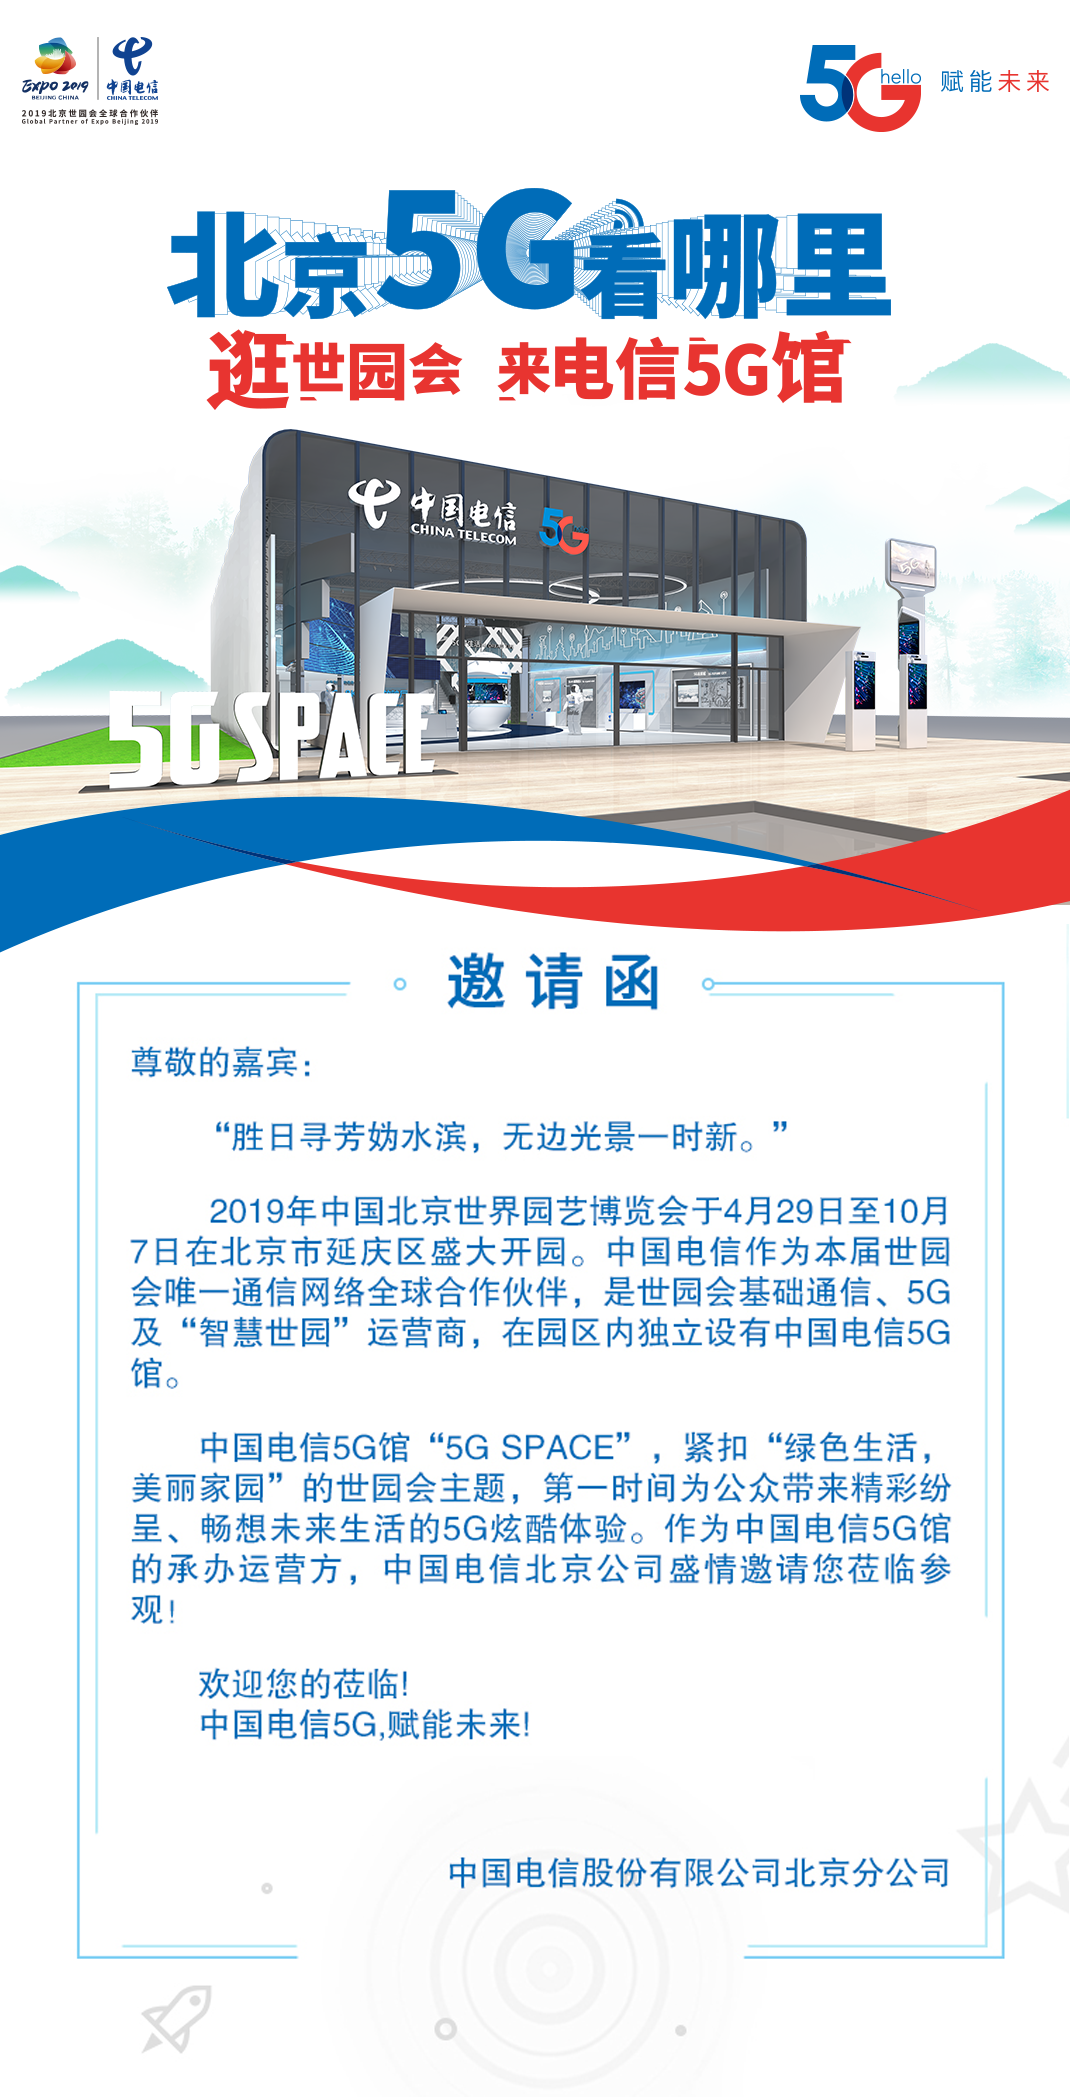 EXPO 2019
BEIJING CHINA
中国电信
CHINA TELECOM
2019北京世园会全球合作伙伴
Global Partner of Expo Beijing 2019
5G hello 赋能未来
北京5G看哪里
逛世园会 来电信5G馆
中国电信 5G
CHINA TELECOM
5G
5G SPACE
邀请函
尊敬的嘉宾：
“胜日寻芳妫水滨，无边光景一时新。”
2019年中国北京世界园艺博览会于4月29日至10月
7日在北京市延庆区盛大开园。中国电信作为本届世园
会唯一通信网络全球合作伙伴，是世园会基础通信、5G
及“智慧世园”运营商，在园区内独立设有中国电信5G
馆。
中国电信5G馆“5G SPACE”，紧扣“绿色生活，
美丽家园”的世园会主题，第一时间为公众带来精彩纷
呈、畅想未来生活的5G炫酷体验。作为中国电信5G馆
的承办运营方，中国电信北京公司盛情邀请您莅临参
观！
欢迎您的莅临!
中国电信5G,赋能未来!
中国电信股份有限公司北京分公司